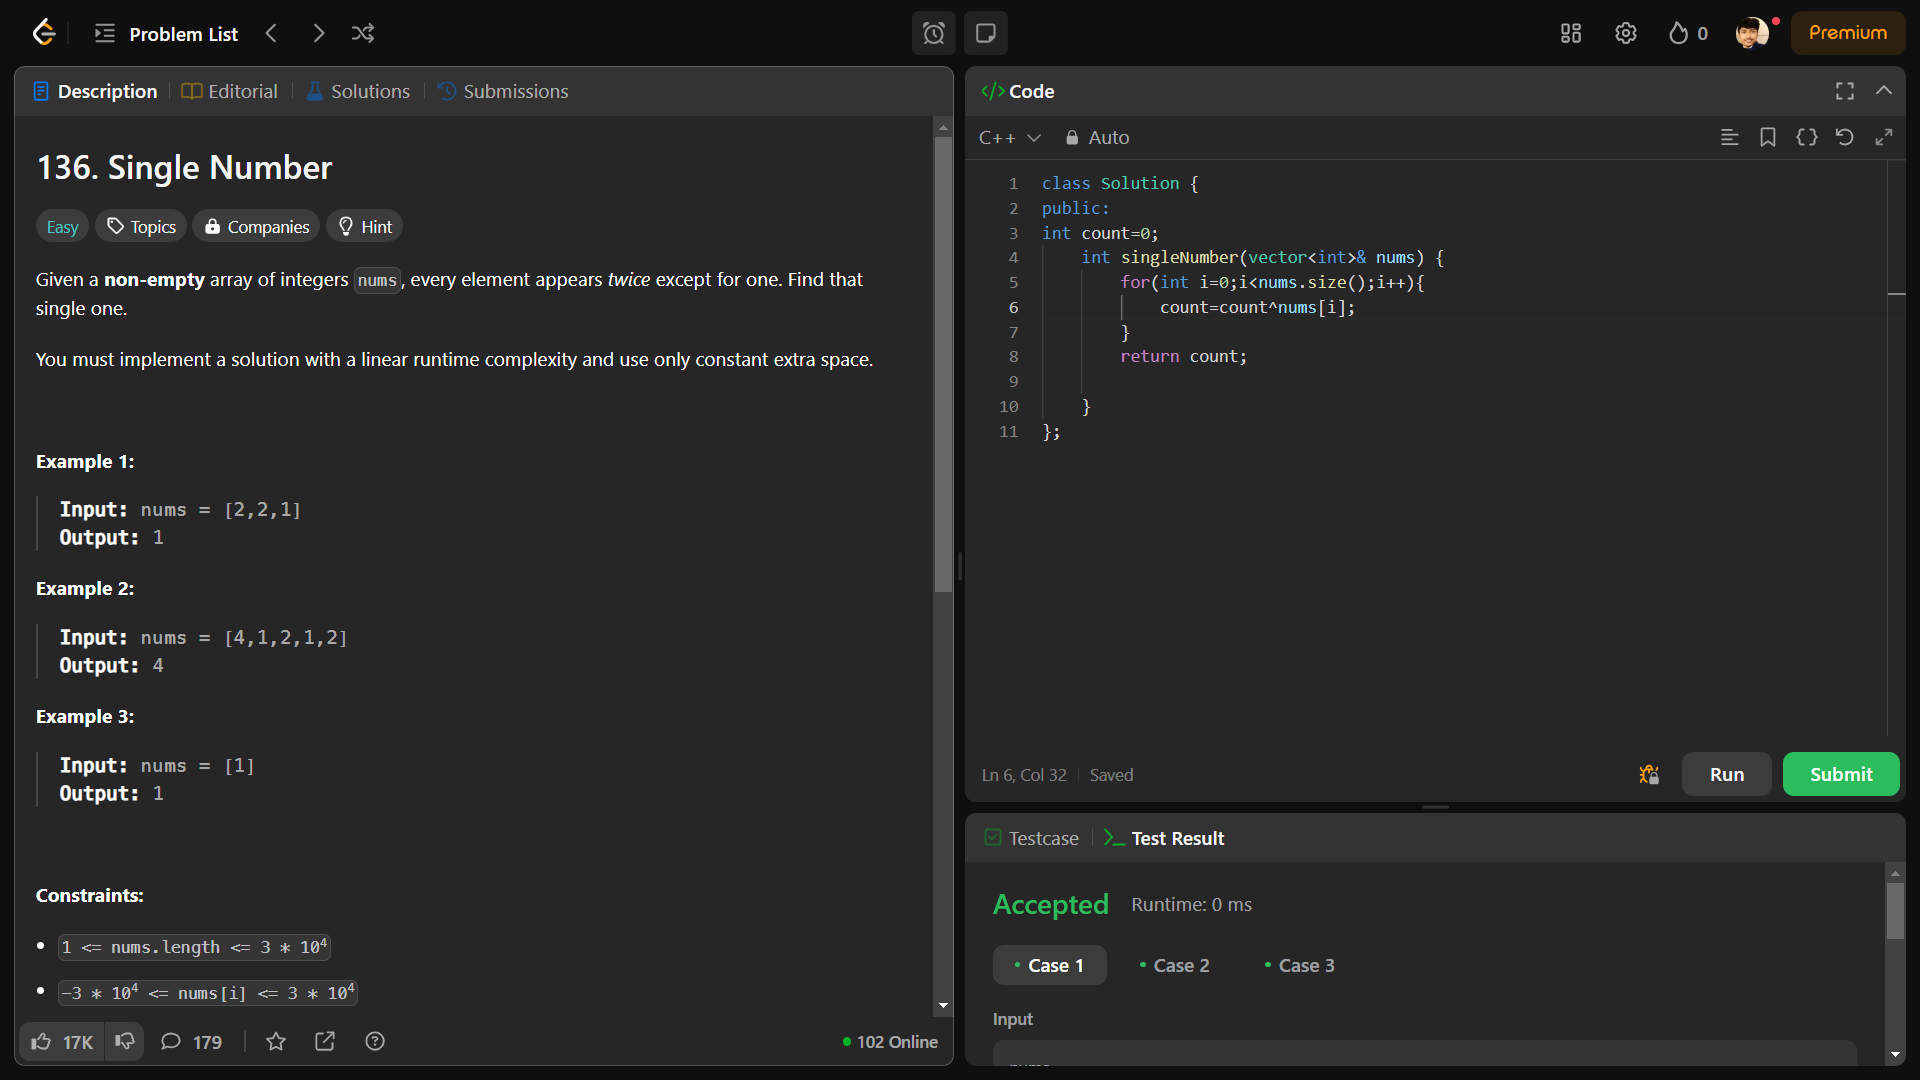 Problem List
0
Premium
Description
Editorial
Solutions
Submissions
136. Single Number
Easy
Topics
Companies
Hint
Given a non-empty array of integers nums, every element appears twice except for one. Find that
single one.
You must implement a solution with a linear runtime complexity and use only constant extra space.
Example 1:
Input: nums = [2,2,1]
Output: 1
Example 2:
Input: nums = [4,1,2,1,2]
Output: 4
Example 3:
Input: nums = [1]
Output: 1
Constraints:
1 <= nums.length <= 3 * 10⁴
-3 * 10⁴ <= nums[i] <= 3 * 10⁴
17K
179
102 Online
</> Code
C++
Auto
1 class Solution {
2 public:
3 int count=0;
4     int singleNumber(vector<int>& nums) {
5         for(int i=0;i<nums.size();i++){
6             count=count^nums[i];
7         }
8         return count;
9
10     }
11 };
Ln 6, Col 32
Saved
Run
Submit
Testcase
Test Result
Accepted
Runtime: 0 ms
Case 1
Case 2
Case 3
Input